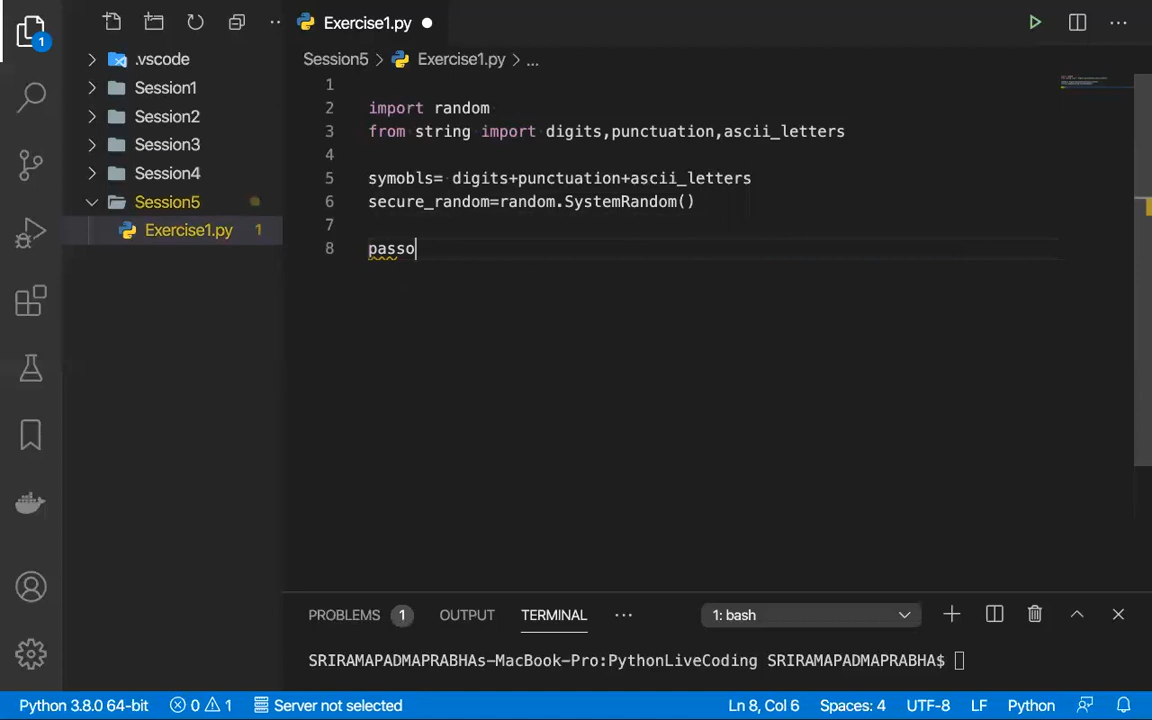 Exercise1.py
1
.vscode
Session1
Session2
Session3
Session4
Session5
Exercise1.py 1
Session5 > Exercise1.py > ...
1
2 import random
3 from string import digits,punctuation,ascii_letters
4
5 symobls= digits+punctuation+ascii_letters
6 secure_random=random.SystemRandom()
7
8 passo
PROBLEMS 1 OUTPUT TERMINAL ... 1: bash
SRIRAMAPADMAPRABHAs-MacBook-Pro:PythonLiveCoding SRIRAMAPADMAPRABHA$
Python 3.8.0 64-bit 0 1 Server not selected Ln 8, Col 6 Spaces: 4 UTF-8 LF Python